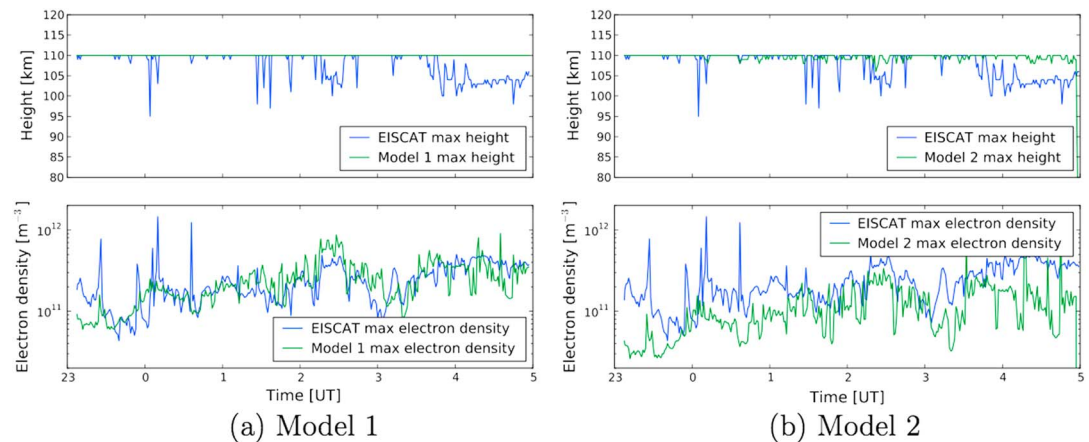 120
115
110
105
100
95
90
85
80
Height [km]
EISCAT max height
Model 1 max height
10¹²
10¹¹
Electron density [m⁻³]
EISCAT max electron density
Model 1 max electron density
23 0 1 2 3 4 5
Time [UT]
(a) Model 1
120
115
110
105
100
95
90
85
80
Height [km]
EISCAT max height
Model 2 max height
10¹²
10¹¹
Electron density [m⁻³]
EISCAT max electron density
Model 2 max electron density
23 0 1 2 3 4 5
Time [UT]
(b) Model 2